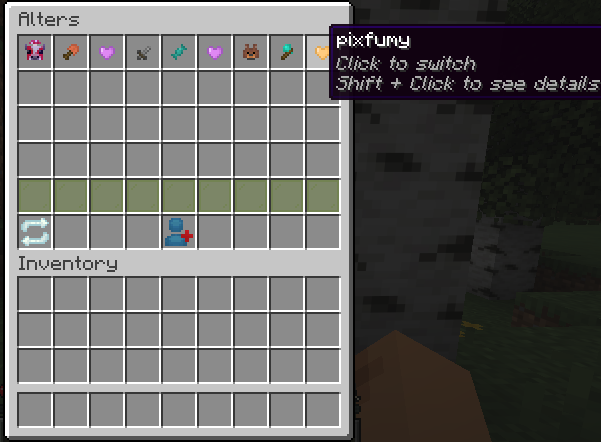 Alters
pixfumy
Click to switch
Shift + Click to see details
Inventory